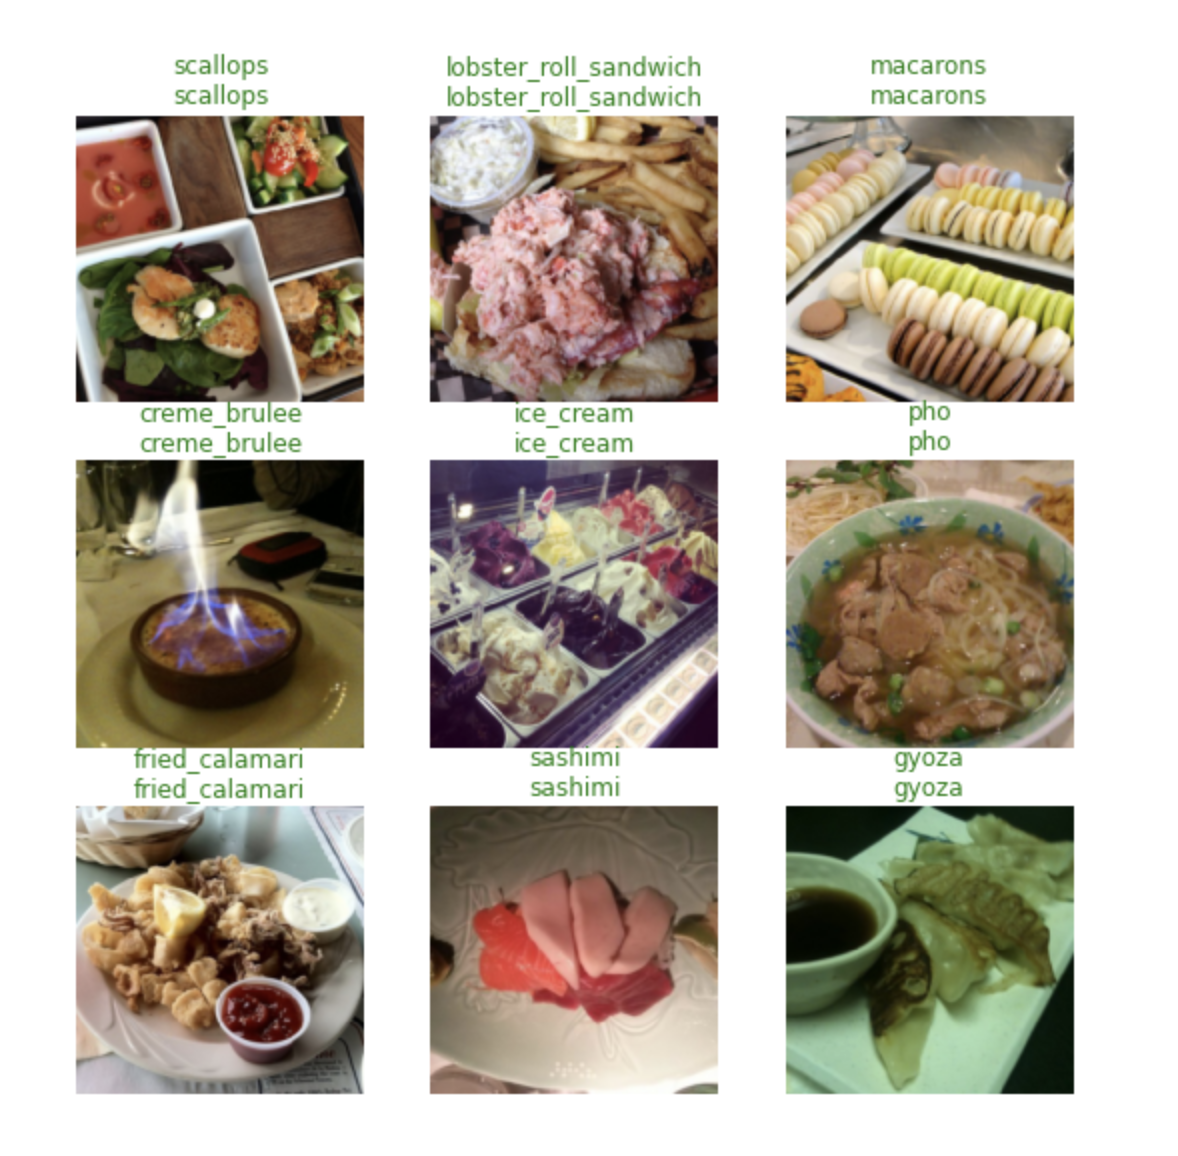 scallops
scallops
lobster_roll_sandwich
lobster_roll_sandwich
macarons
macarons
creme_brulee
creme_brulee
ice_cream
ice_cream
pho
pho
fried_calamari
fried_calamari
sashimi
sashimi
gyoza
gyoza